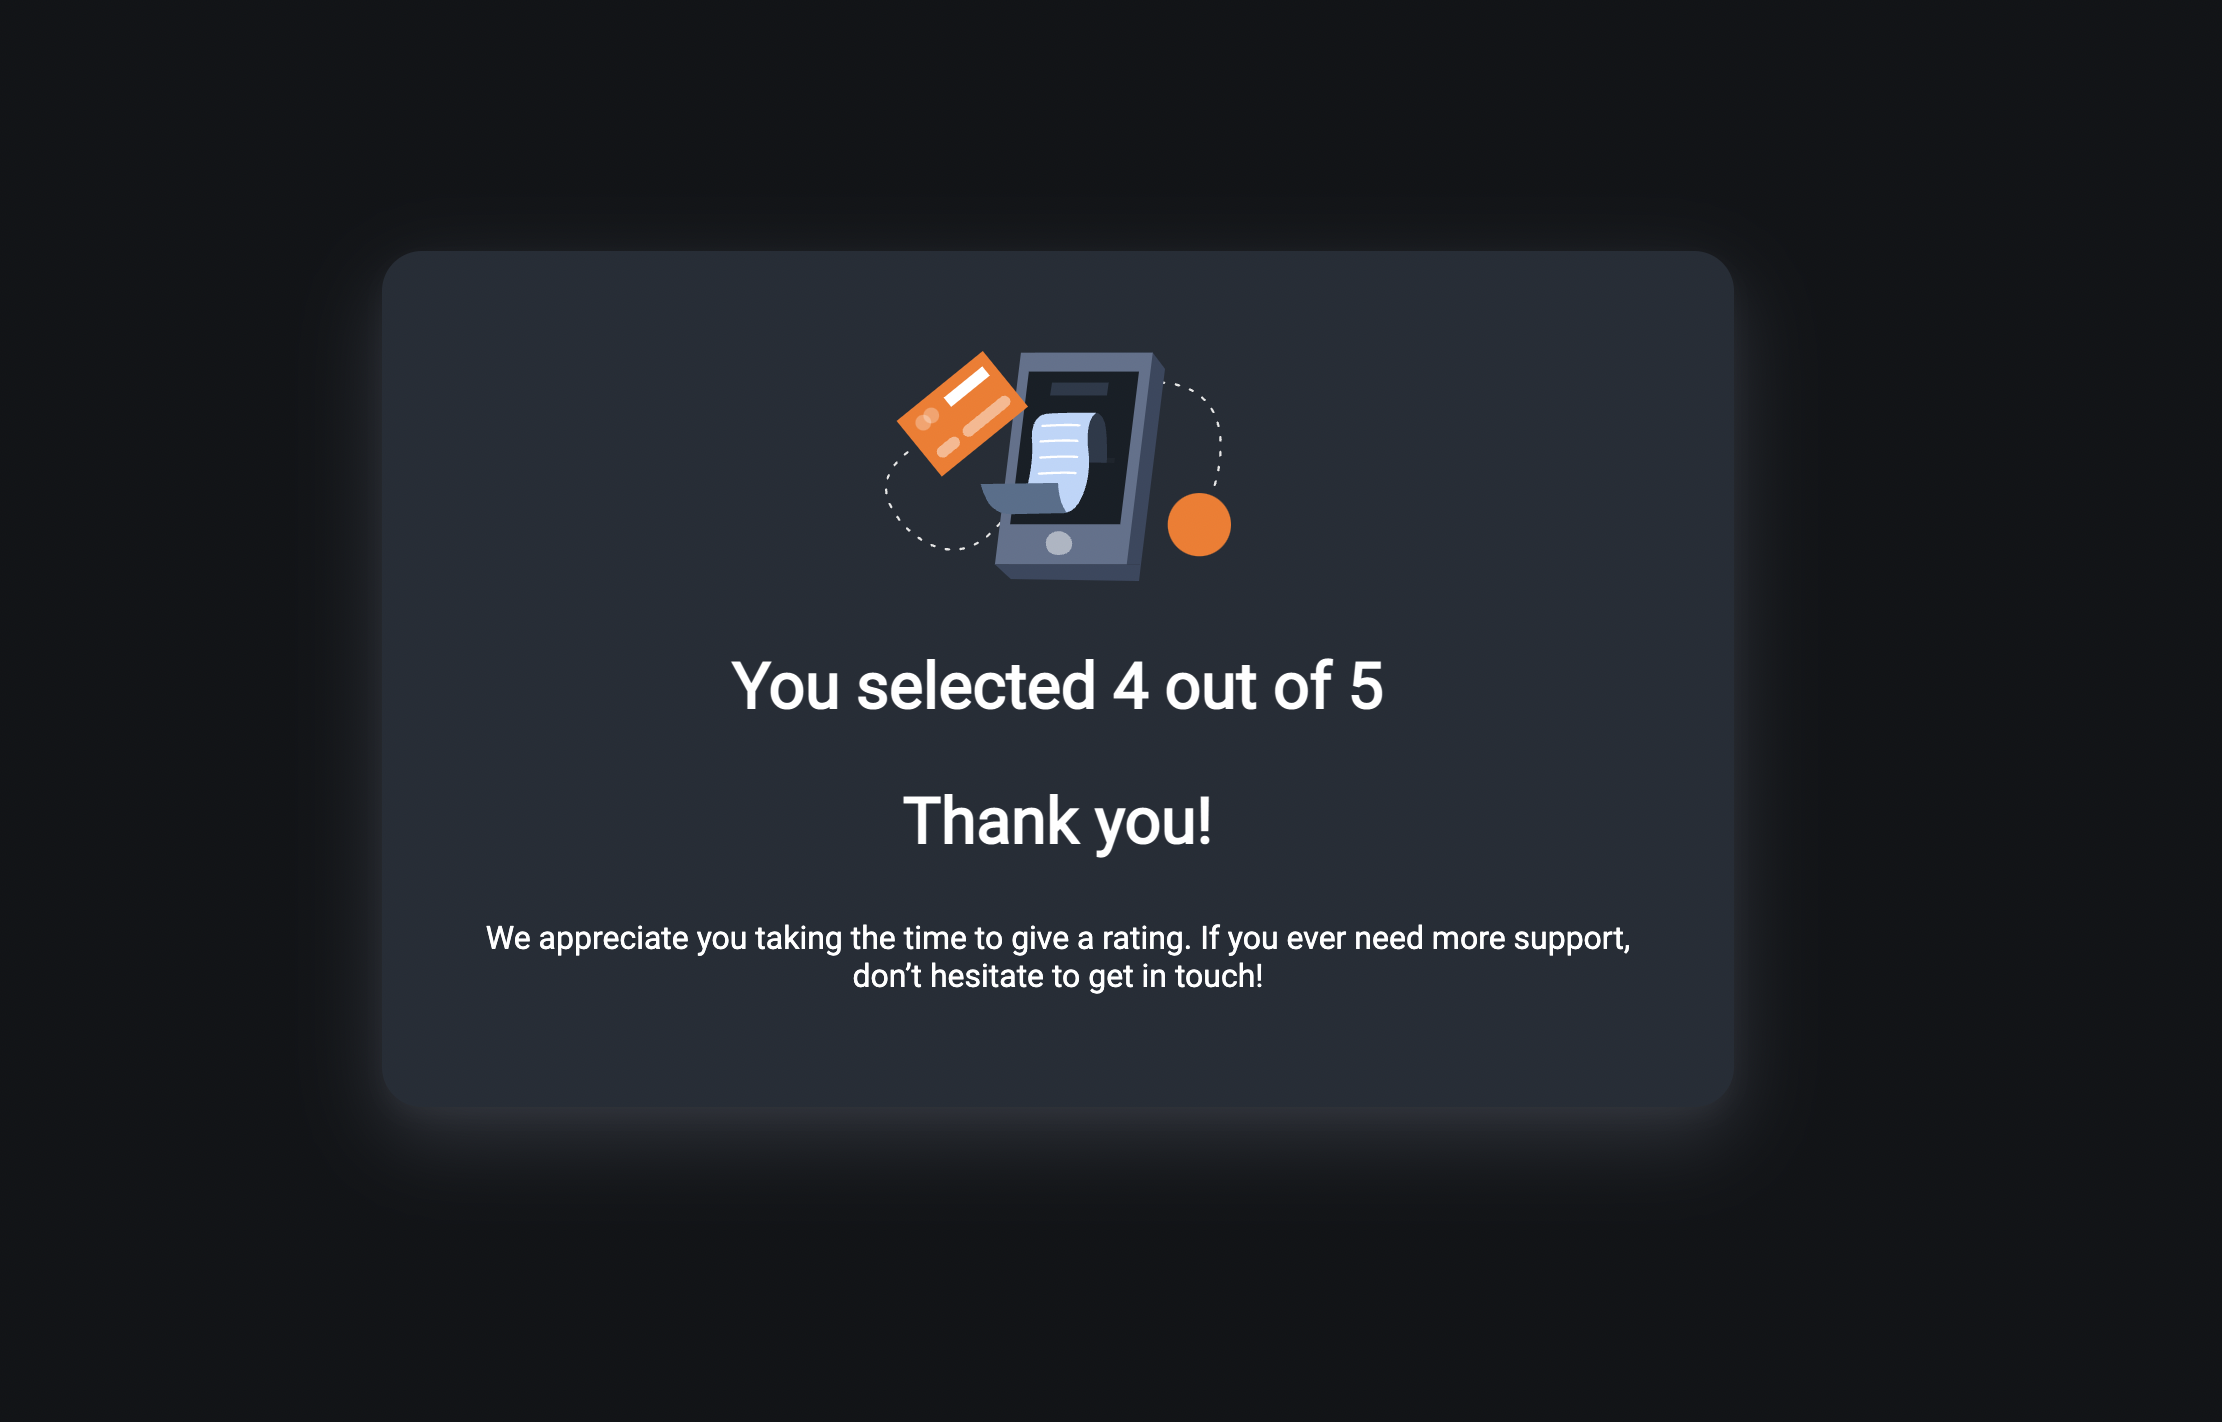 You selected 4 out of 5
Thank you!
We appreciate you taking the time to give a rating. If you ever need more support,
don’t hesitate to get in touch!